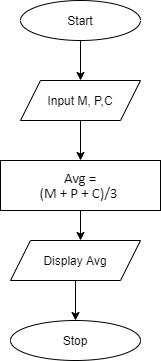 Start
Input M, P,C
Avg =
(M + P + C)/3
Display Avg
Stop